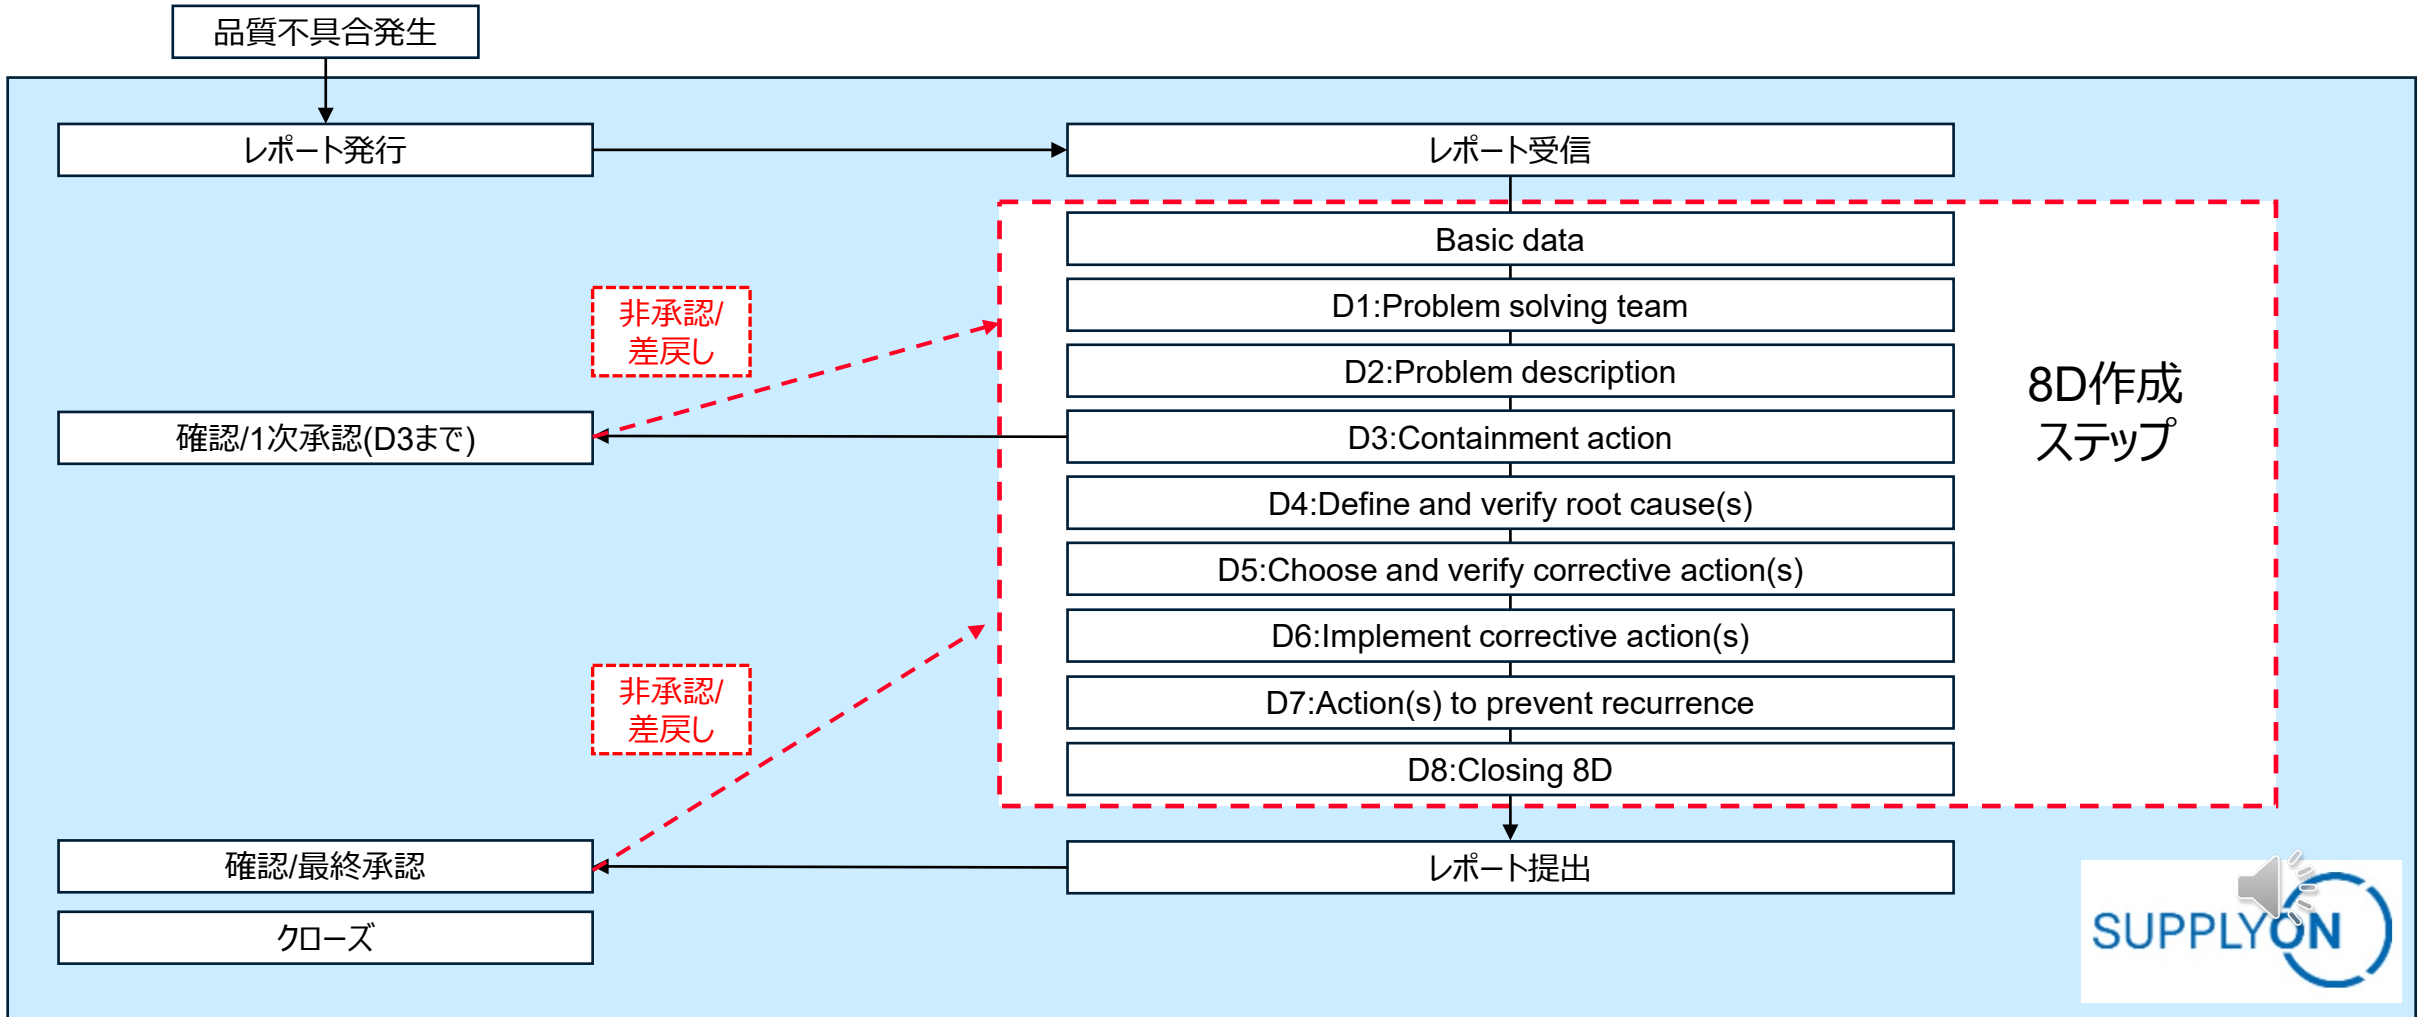 品質不具合発生
レポート発行
レポート受信
Basic data
D1:Problem solving team
非承認/
差戻し
D2:Problem description
8D作成
ステップ
確認/1次承認(D3まで)
D3:Containment action
D4:Define and verify root cause(s)
D5:Choose and verify corrective action(s)
D6:Implement corrective action(s)
非承認/
差戻し
D7:Action(s) to prevent recurrence
D8:Closing 8D
確認/最終承認
レポート提出
クローズ
SUPPLYON